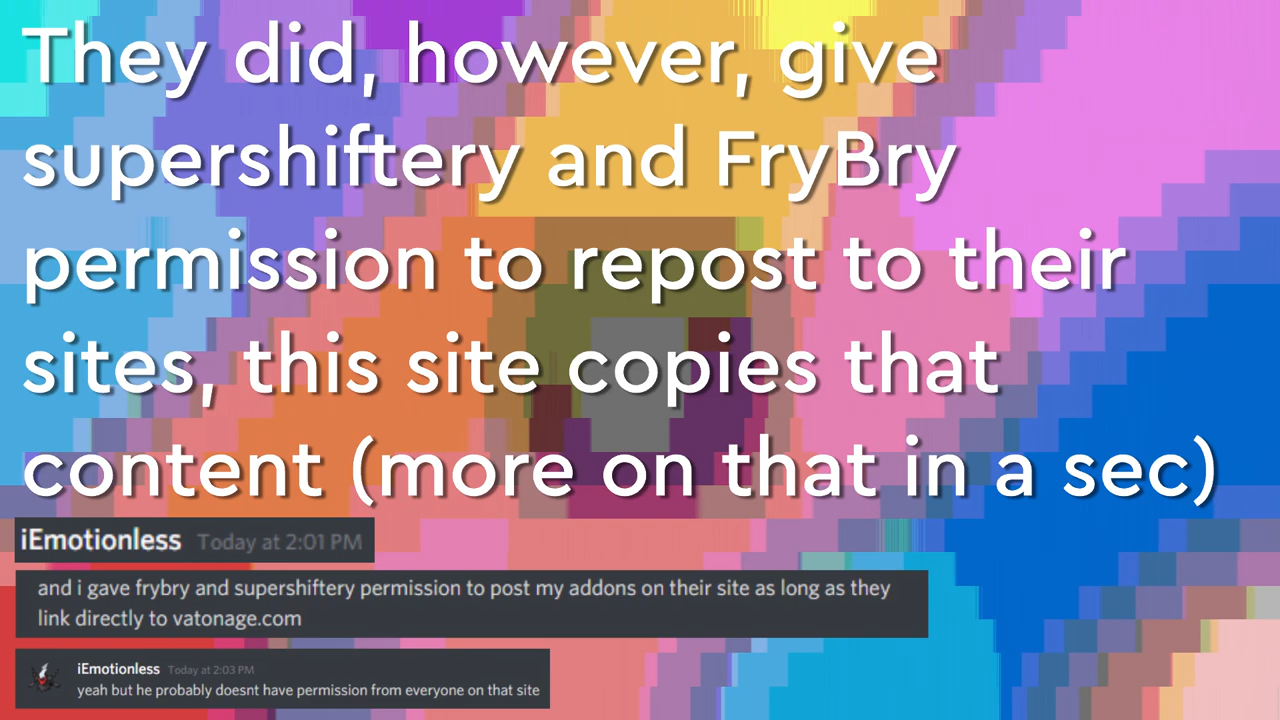 They did, however, give
supershiftery and FryBry
permission to repost to their
sites, this site copies that
content (more on that in a sec)
iEmotionless Today at 2:01 PM
and i gave frybry and supershiftery permission to post my addons on their site as long as they
link directly to vatonage.com
iEmotionless Today at 2:03 PM
yeah but he probably doesnt have permission from everyone on that site